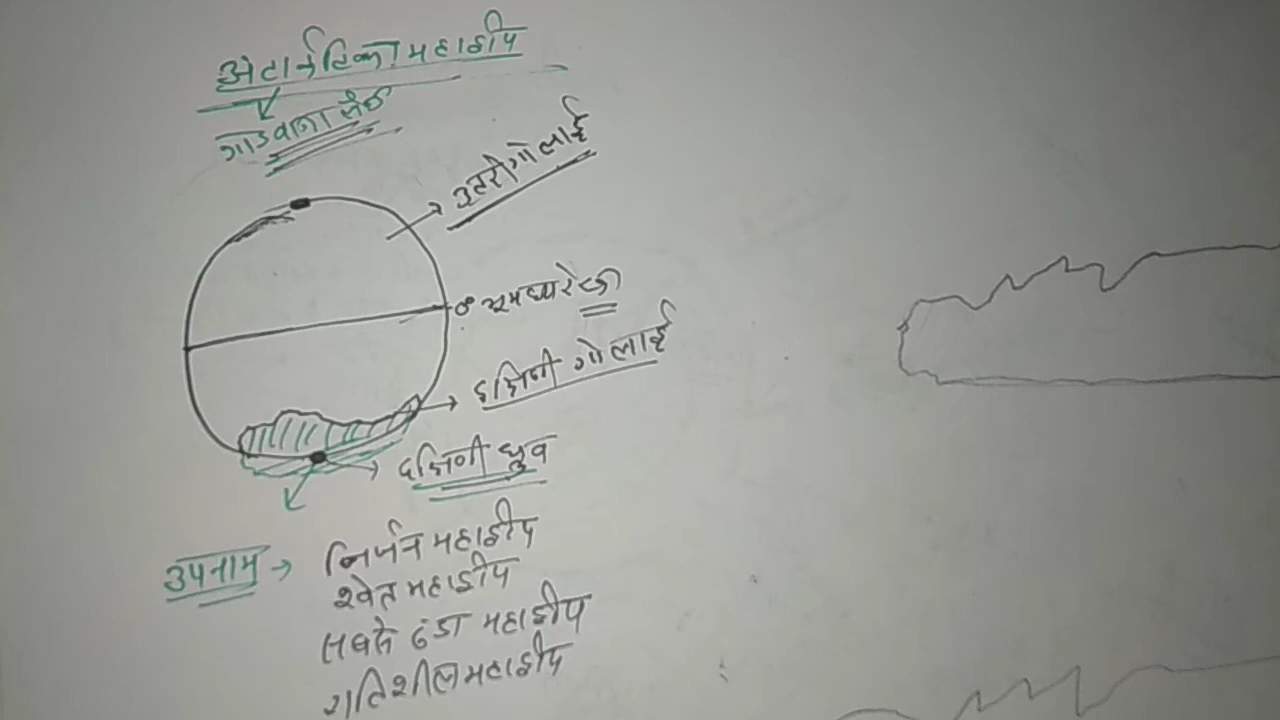 अंटार्कटिका महाद्वीप
गोडवाना लैंड
उत्तरी गोलार्द्ध
0° भूमध्य रेखा
दक्षिणी गोलार्द्ध
दक्षिणी ध्रुव
उपनाम → निर्जन महाद्वीप
श्वेत महाद्वीप
सबसे ठंडा महाद्वीप
गतिशील महाद्वीप